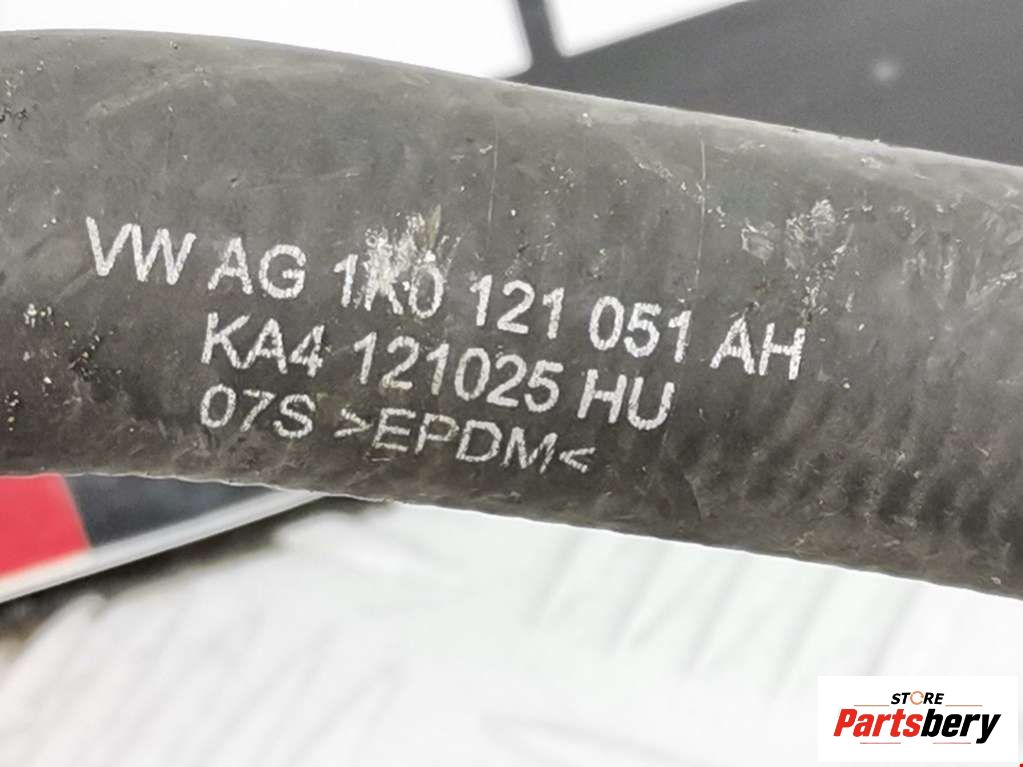 VW AG 1K0 121 051 AH
KA4 121025 HU
07S >EPDM<
STORE
Partsbery